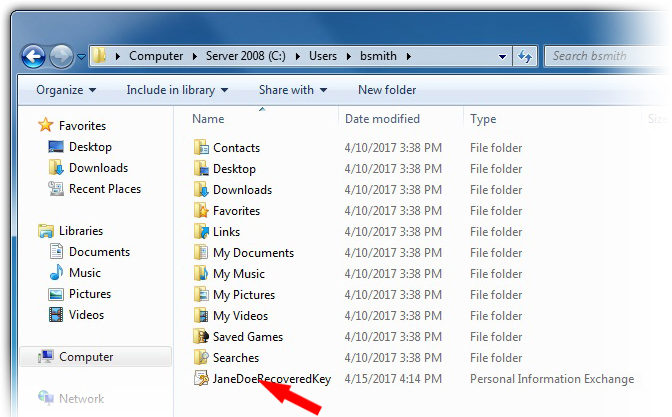 Computer Server 2008 (C:) Users bsmith Search bsmith
Organize Include in library Share with New folder
Favorites
Desktop
Downloads
Recent Places
Libraries
Documents
Music
Pictures
Videos
Computer
Network
Name Date modified Type Size
Contacts 4/10/2017 3:38 PM File folder
Desktop 4/10/2017 3:38 PM File folder
Downloads 4/10/2017 3:38 PM File folder
Favorites 4/10/2017 3:38 PM File folder
Links 4/10/2017 3:38 PM File folder
My Documents 4/10/2017 3:38 PM File folder
My Music 4/10/2017 3:38 PM File folder
My Pictures 4/10/2017 3:38 PM File folder
My Videos 4/10/2017 3:38 PM File folder
Saved Games 4/10/2017 3:38 PM File folder
Searches 4/10/2017 3:38 PM File folder
JaneDoeRecoveredKey 4/15/2017 4:14 PM Personal Information Exchange